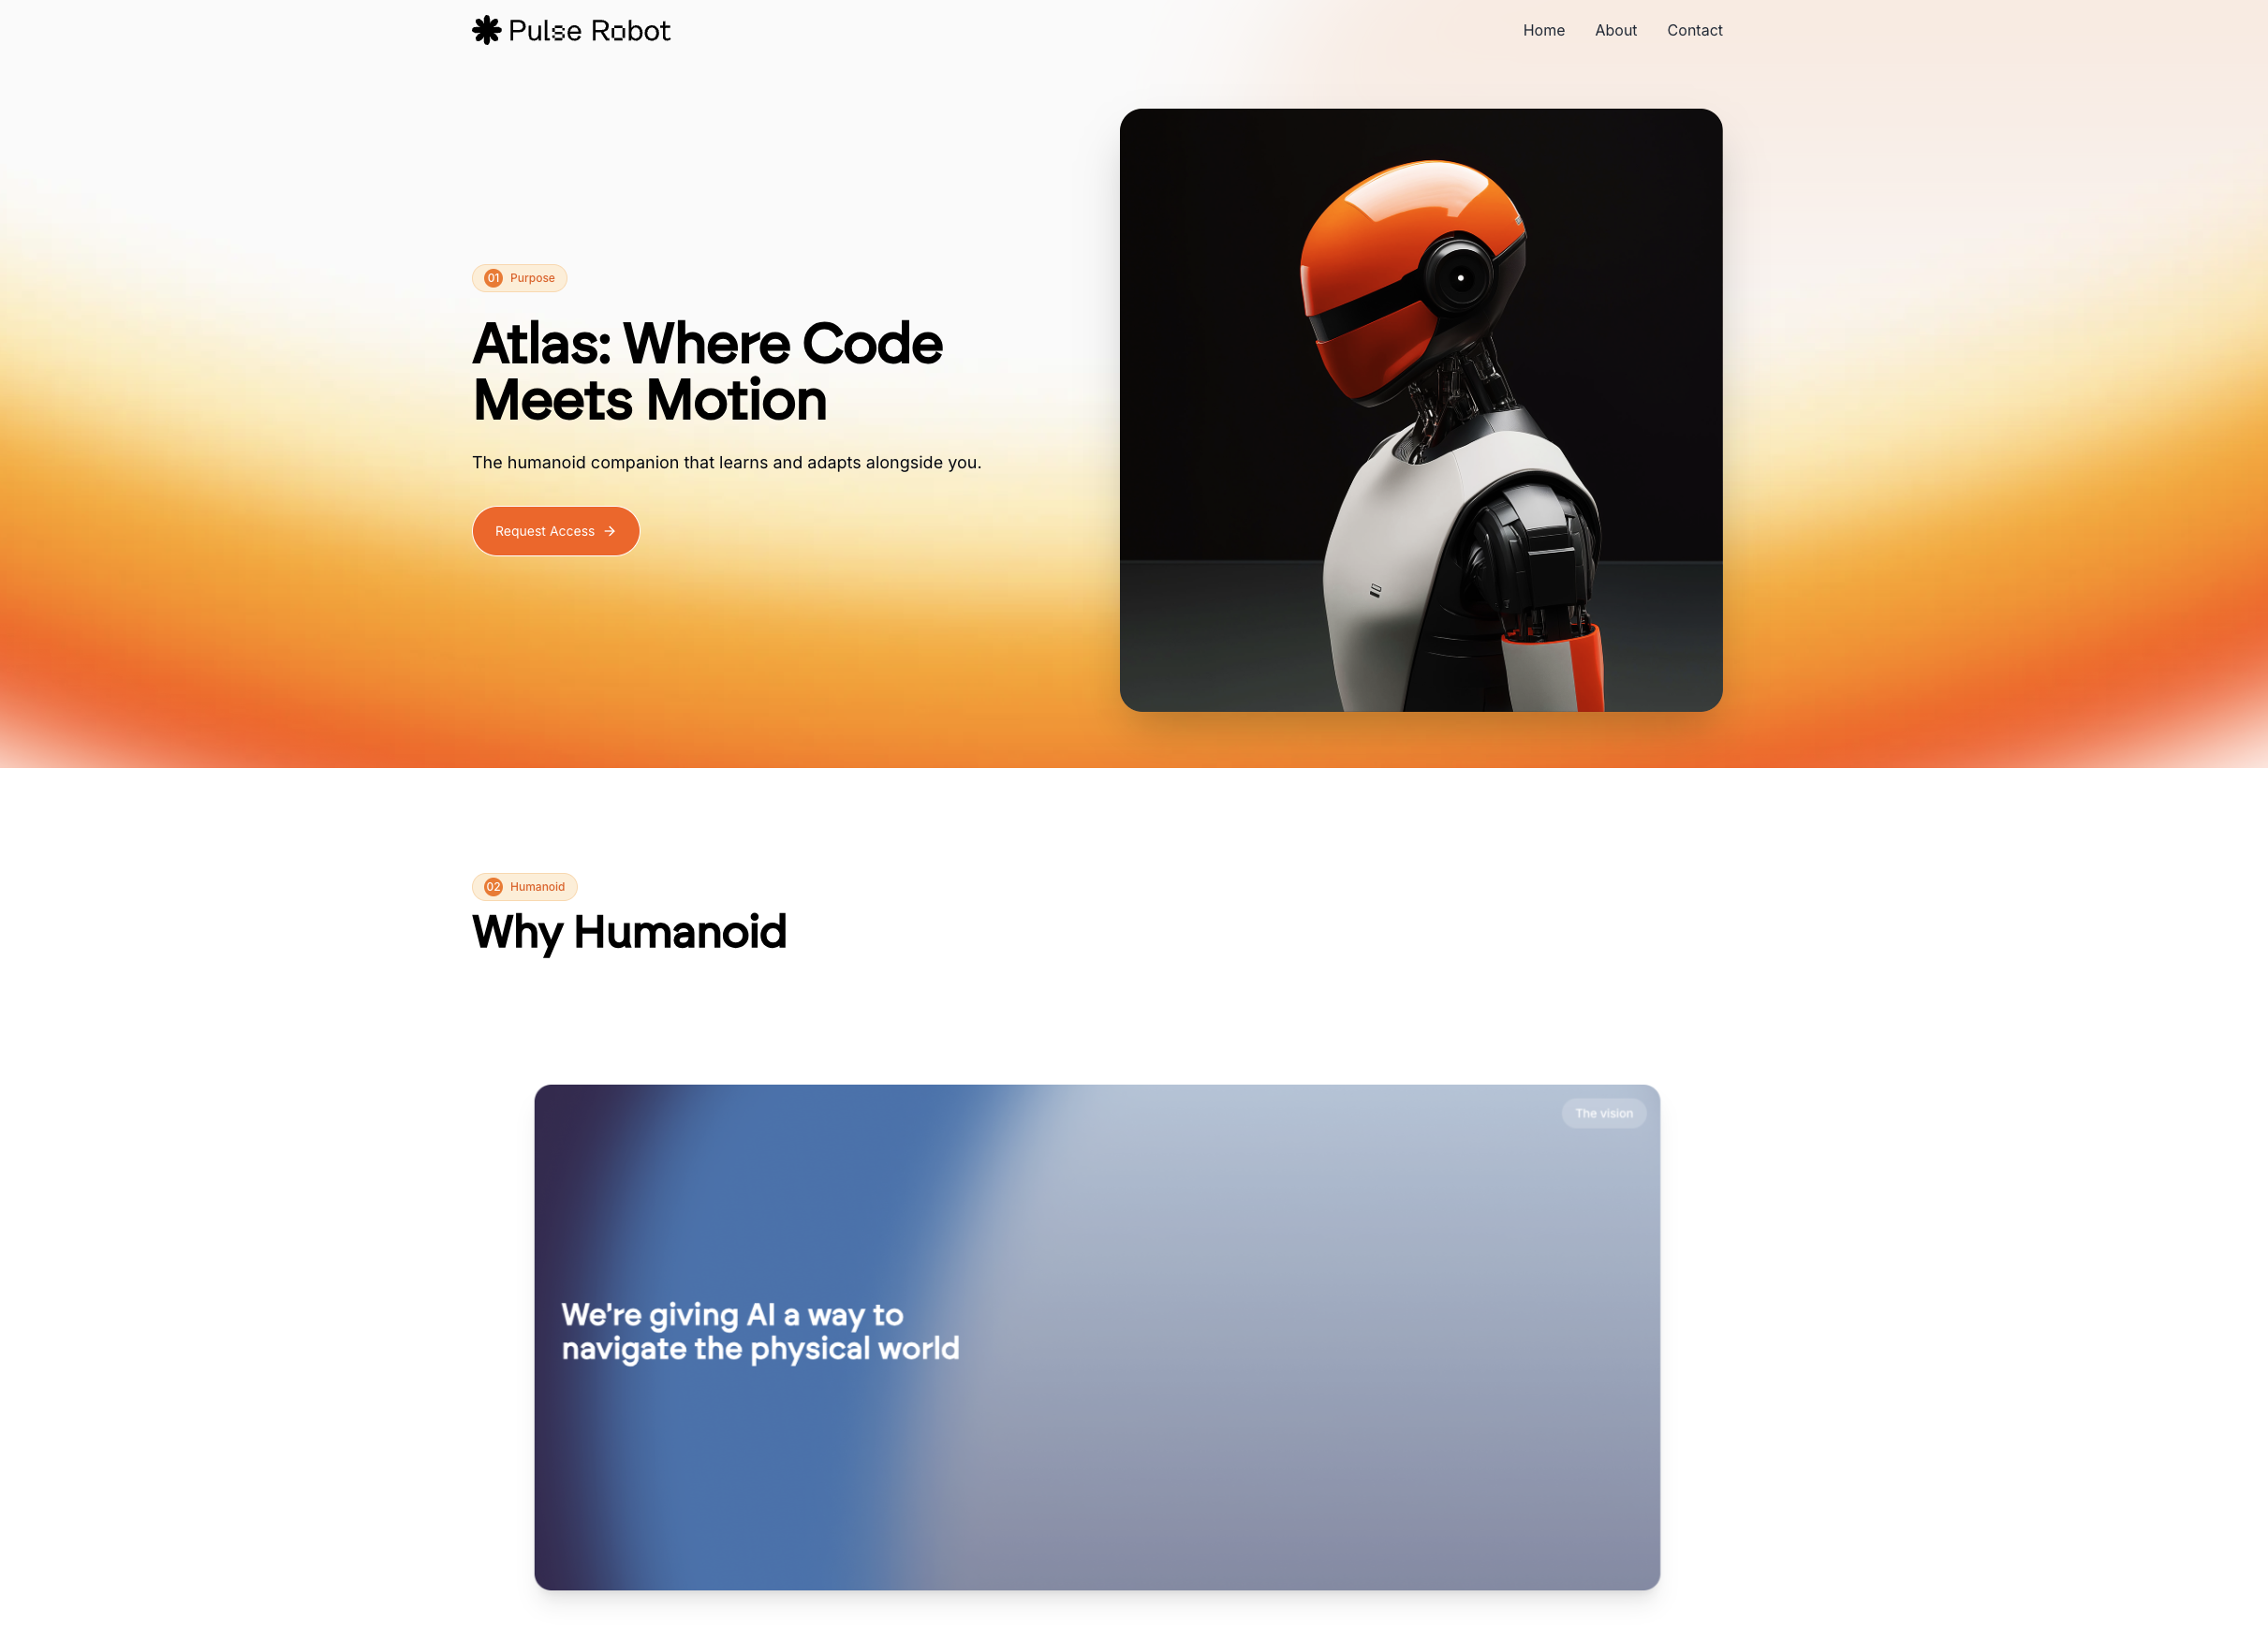 Pulse Robot
Home About Contact
01 Purpose
Atlas: Where Code
Meets Motion
The humanoid companion that learns and adapts alongside you.
Request Access
02 Humanoid
Why Humanoid
The vision
We're giving AI a way to
navigate the physical world